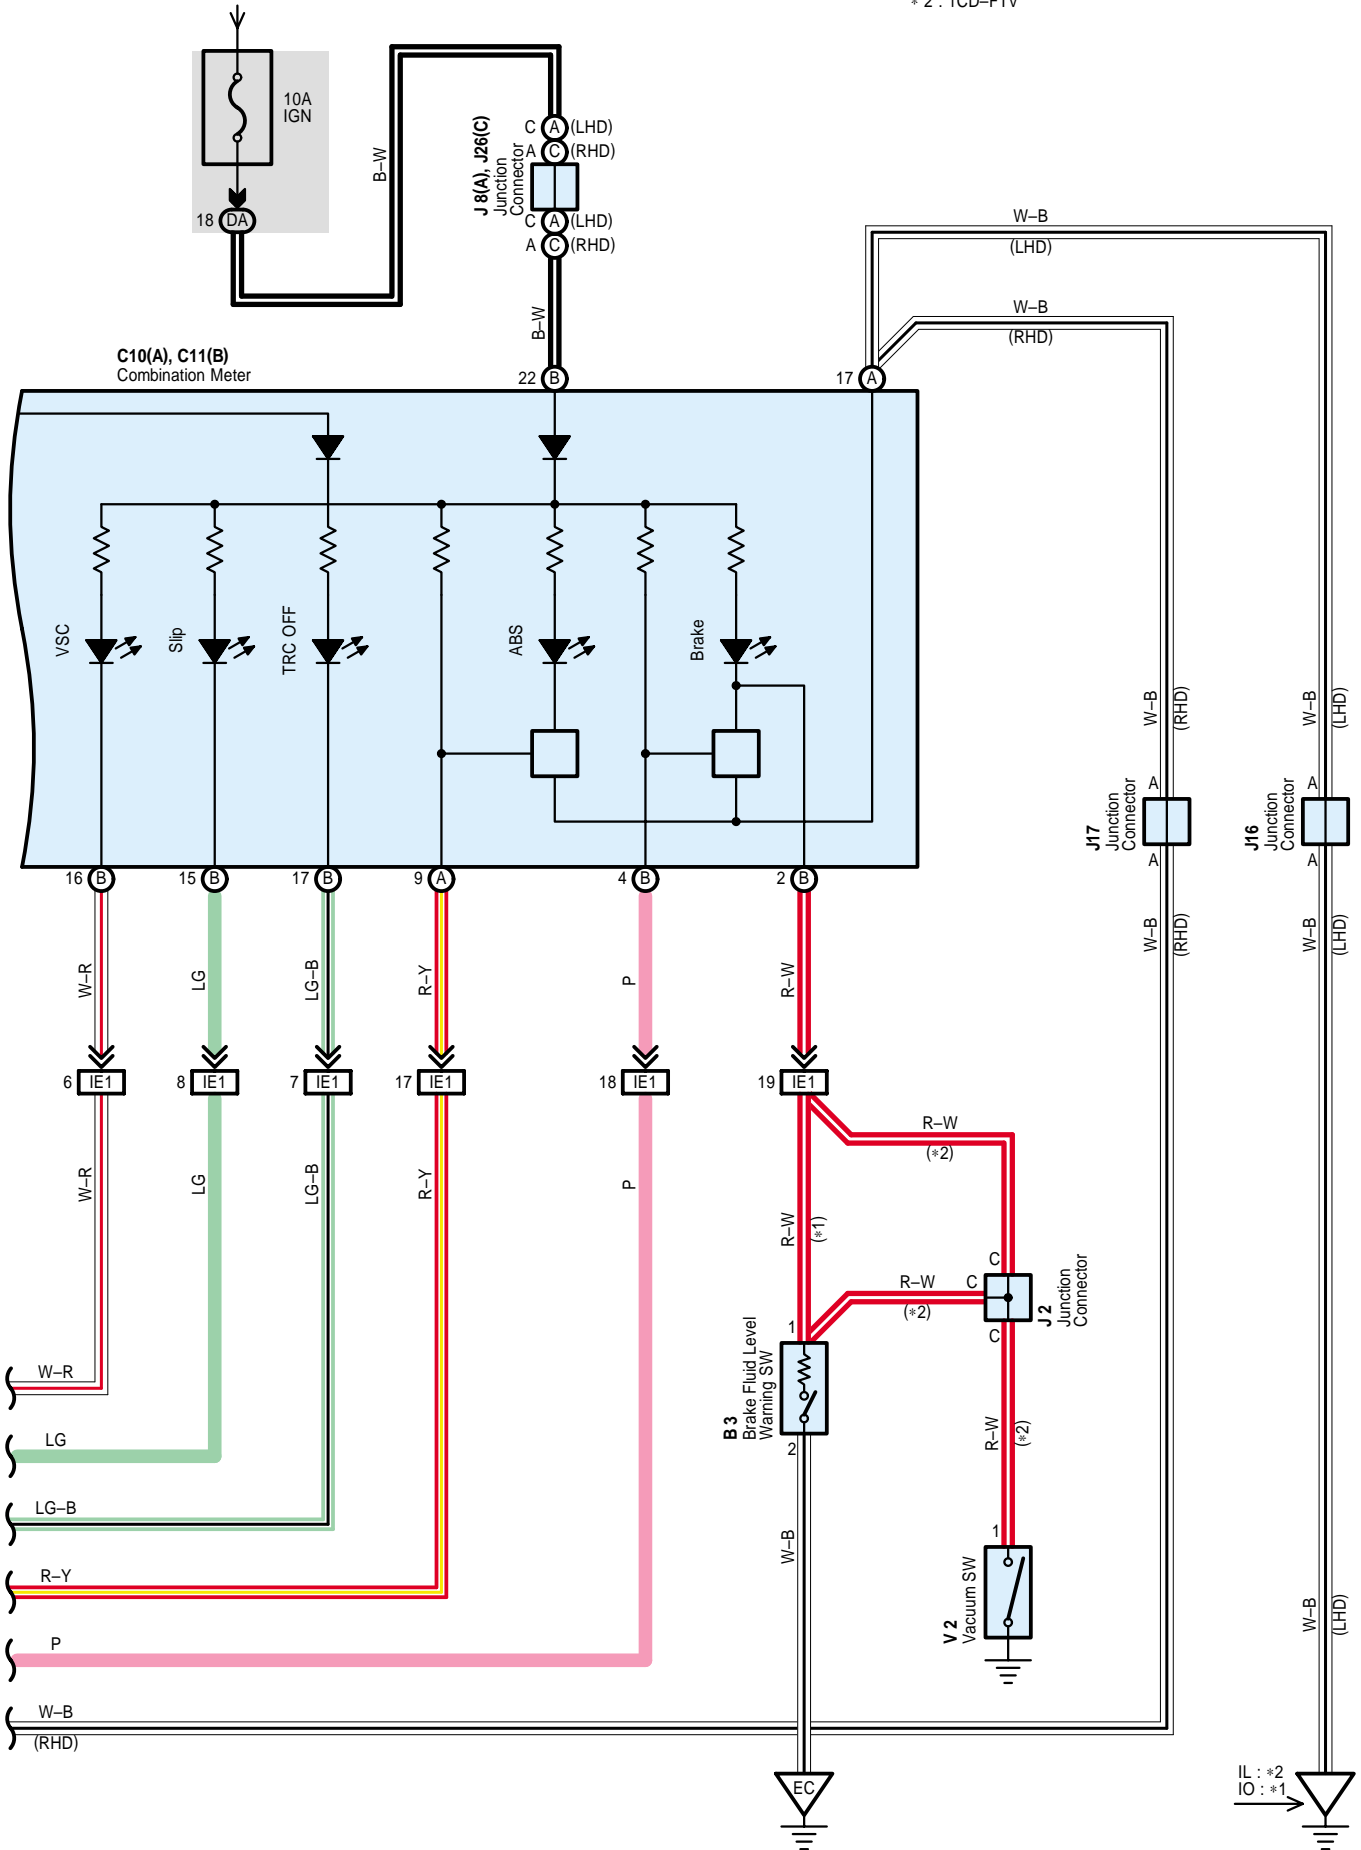 * 2 : 1CD–FTV
10A
IGN
18 DA
B–W
J 8(A), J26(C)
Junction
Connector
C A (LHD)
A C (RHD)
C A (LHD)
A C (RHD)
B–W
W–B
(LHD)
W–B
(RHD)
C10(A), C11(B)
Combination Meter
22 B
17 A
VSC
Slip
TRC OFF
ABS
Brake
W–B
(RHD)
W–B
(LHD)
A
J17
Junction
Connector
A
A
J16
Junction
Connector
A
16 B
15 B
17 B
9 A
4 B
2 B
W–R
LG
LG–B
R–Y
P
R–W
W–B
(RHD)
W–B
(LHD)
6 IE1
8 IE1
7 IE1
17 IE1
18 IE1
19 IE1
R–W
(*2)
W–R
LG
LG–B
R–Y
P
R–W
(*1)
C
C
R–W
(*2)
J 2
Junction
Connector
C
1
B 3
Brake Fluid Level
Warning SW
2
R–W
(*2)
W–R
LG
LG–B
R–Y
P
W–B
(RHD)
W–B
1
V 2
Vacuum SW
W–B
(LHD)
EC
IL : *2
IO : *1